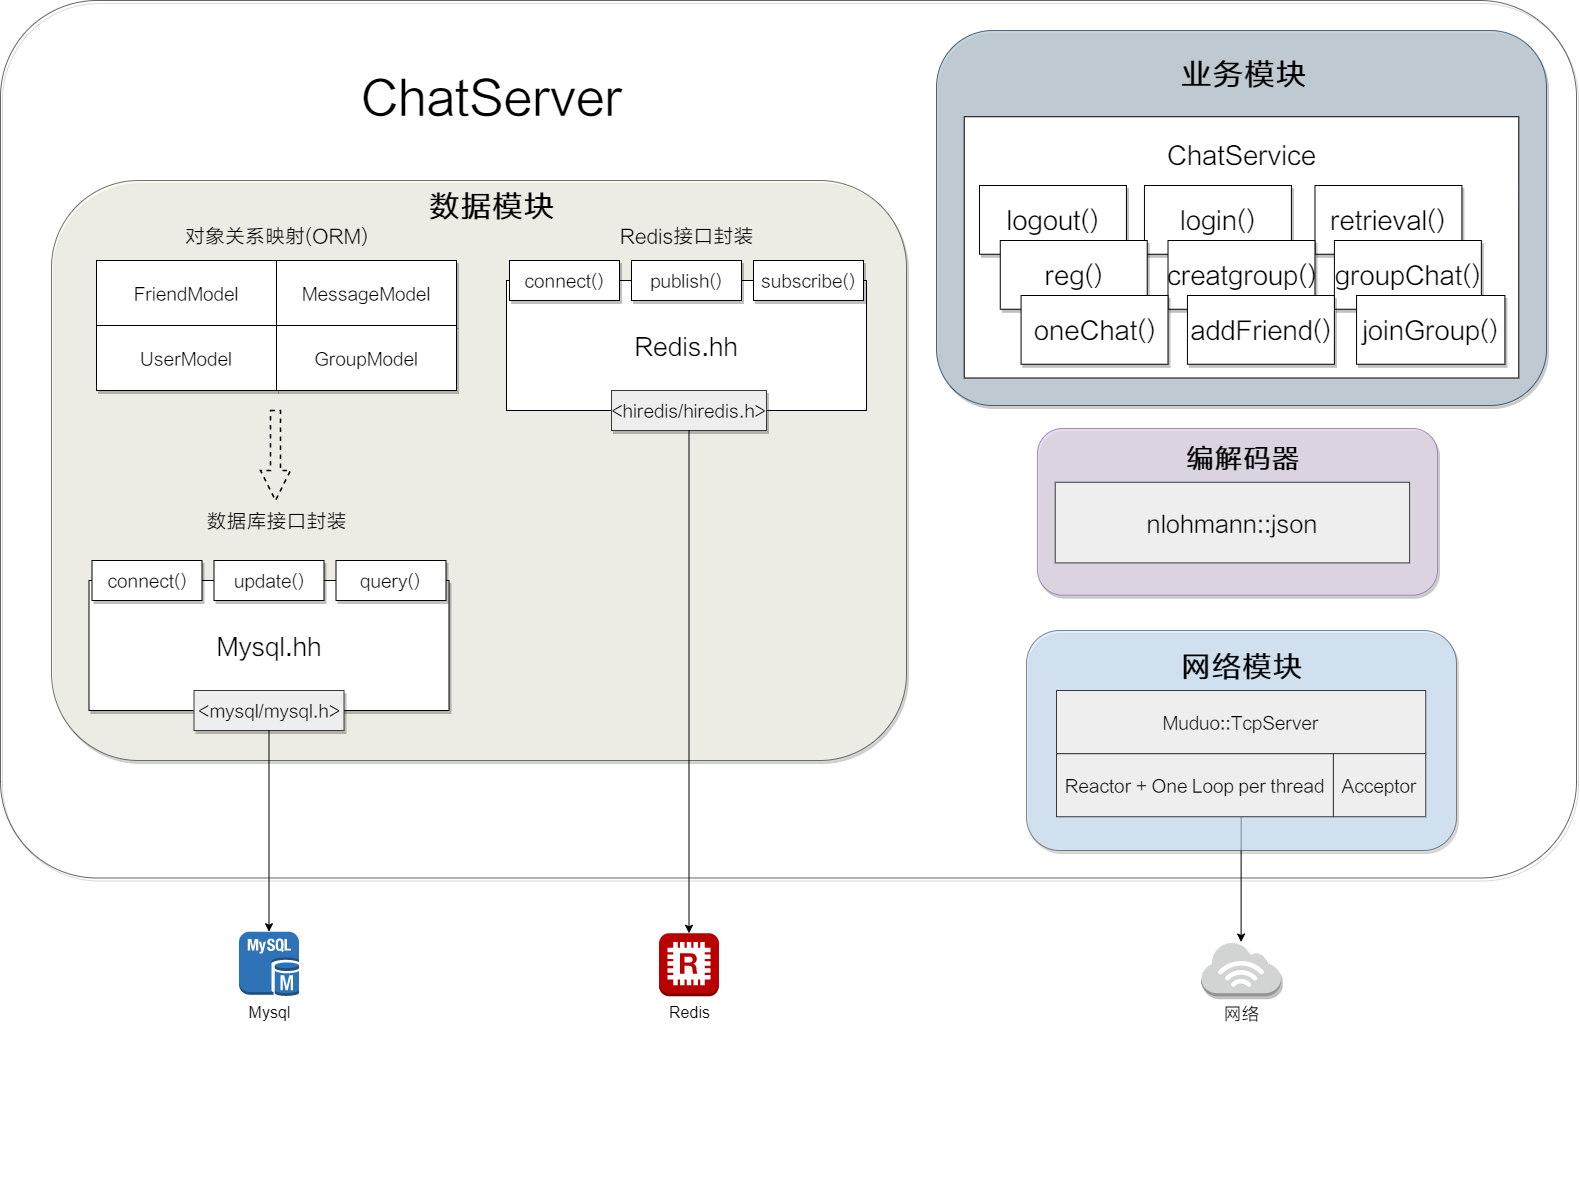 ChatServer
数据模块
对象关系映射(ORM)
FriendModel
MessageModel
UserModel
GroupModel
数据库接口封装
connect()
update()
query()
Mysql.hh
<mysql/mysql.h>
Redis接口封装
connect()
publish()
subscribe()
Redis.hh
<hiredis/hiredis.h>
业务模块
ChatService
logout()
login()
retrieval()
reg()
creatgroup()
groupChat()
oneChat()
addFriend()
joinGroup()
编解码器
nlohmann::json
网络模块
Muduo::TcpServer
Reactor + One Loop per thread
Acceptor
MySQL
M
Mysql
R
Redis
网络